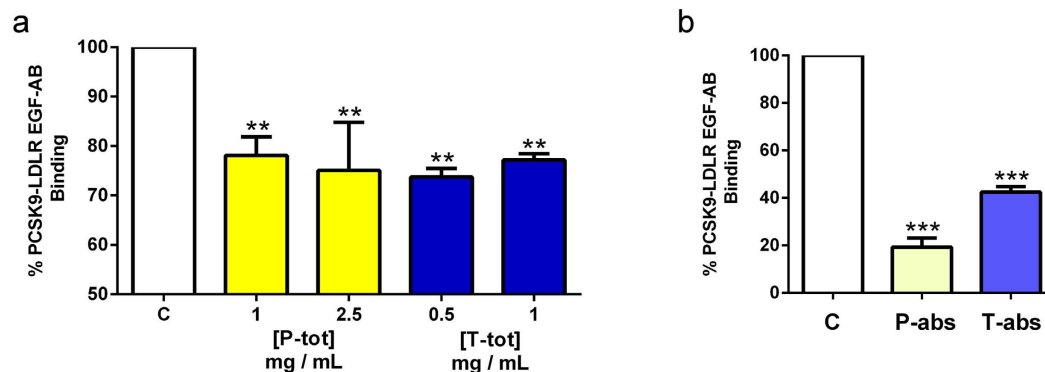 a
% PCSK9-LDLR EGF-AB
Binding
100
90
80
70
60
50
**
**
**
**
C
1
2.5
0.5
1
[P-tot]
mg / mL
[T-tot]
mg / mL
b
% PCSK9-LDLR EGF-AB
Binding
100
80
60
40
20
0
***
***
C
P-abs
T-abs